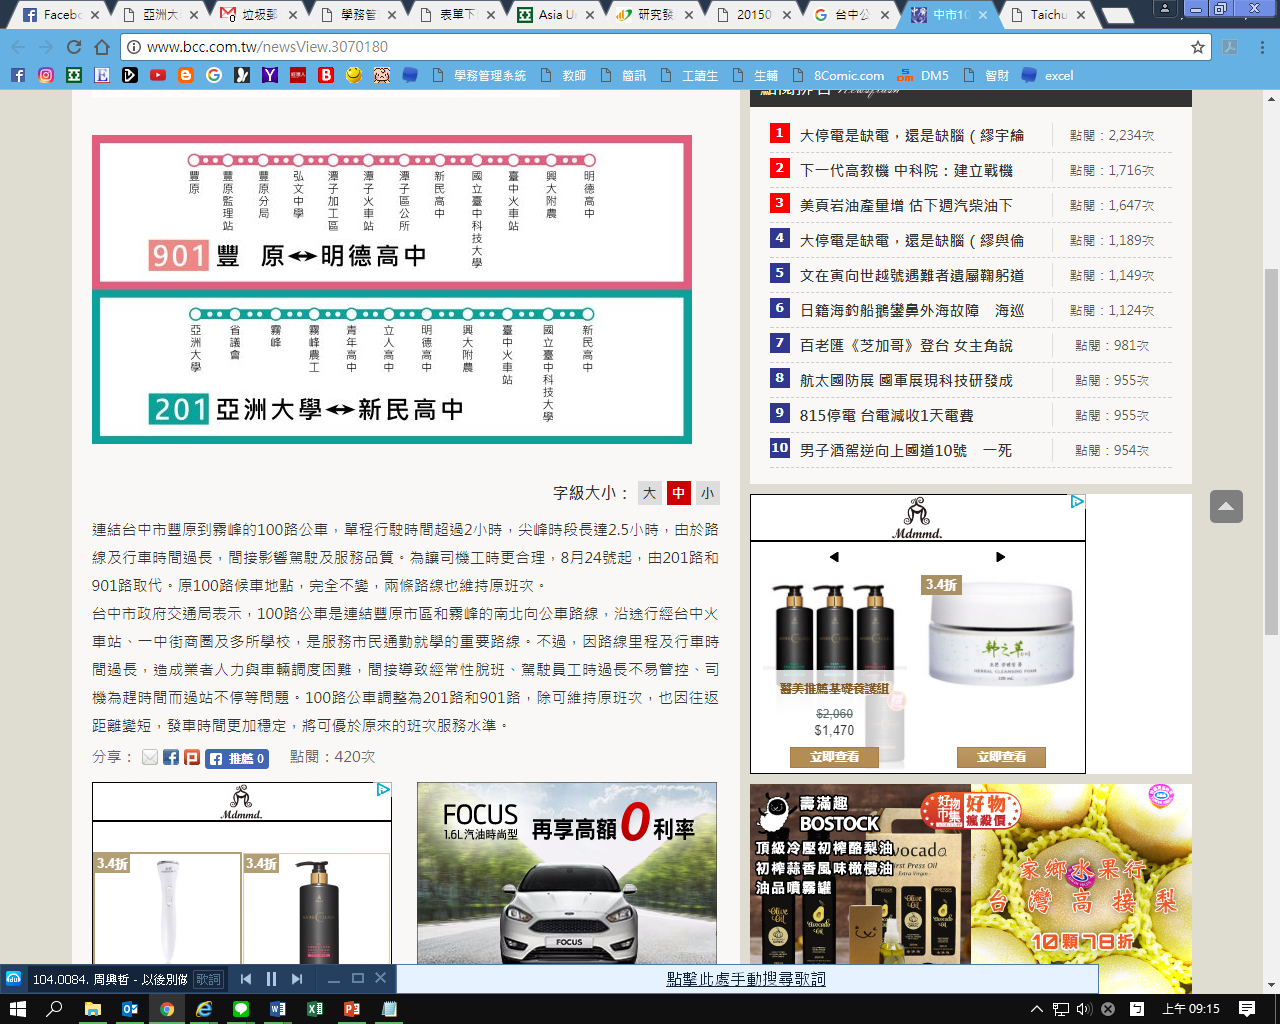 Facebo
亞洲大
垃圾郵
學務管
表單下
Asia Un
研究發
20150
台中公
中市10
Taichu
www.bcc.com.tw/newsView.3070180
學務管理系統
教師
簡訊
工讀生
生輔
8Comic.com
DM5
智財
excel
豐原
豐原監理站
豐原分局
弘文中學
潭子加工區
潭子火車站
潭子區公所
新民高中
國立臺中科技大學
臺中火車站
興大附農
明德高中
901 豐 原↔明德高中
亞洲大學
省議會
霧峰
霧峰農工
青年高中
立人高中
明德高中
興大附農
臺中火車站
國立臺中科技大學
新民高中
201 亞洲大學↔新民高中
字級大小： 大 中 小
連結台中市豐原到霧峰的100路公車，單程行駛時間超過2小時，尖峰時段長達2.5小時，由於路
線及行車時間過長，間接影響駕駛及服務品質。為讓司機工時更合理，8月24號起，由201路和
901路取代。原100路候車地點，完全不變，兩條路線也維持原班次。
台中市政府交通局表示，100路公車是連結豐原市區和霧峰的南北向公車路線，沿途行經台中火
車站、一中街商圈及多所學校，是服務市民通勤就學的重要路線。不過，因路線里程及行車時
間過長，造成業者人力與車輛調度困難，間接導致經常性脫班、駕駛員工時過長不易管控、司
機為趕時間而過站不停等問題。100路公車調整為201路和901路，除可維持原班次，也因往返
距離變短，發車時間更加穩定，將可優於原來的班次服務水準。
分享： 推薦 0 點閱：420次
1 大停電是缺電，還是缺腦（繆宇綸 點閱：2,234次
2 下一代高教機 中科院：建立戰機 點閱：1,716次
3 美頁岩油產量增 估下週汽柴油下 點閱：1,647次
4 大停電是缺電，還是缺腦（繆與倫 點閱：1,189次
5 文在寅向世越號遇難者遺屬鞠躬道 點閱：1,149次
6 日籍海釣船鵝鑾鼻外海故障　海巡 點閱：1,124次
7 百老匯《芝加哥》登台 女主角說 點閱：981次
8 航太國防展 國軍展現科技研發成 點閱：955次
9 815停電 台電減收1天電費 點閱：955次
10 男子酒駕逆向上國道10號　一死 點閱：954次
Mdmmd.
3.4折
醫美推薦基礎養護組
$2,060
$1,470
立即查看
立即查看
韩之萃
HERBAL CLEANSING FOAM
Mdmmd.
3.4折
3.4折
FOCUS
1.6L汽油時尚型
再享高額0利率
FOCUS
壽滿趣
BOSTOCK
好物市集
好物
瘋殺價
頂級冷壓初榨酪梨油
初榨蒜香風味橄欖油
油品噴霧罐
Avocado
First Press Oil
Extra Virgin
家鄉水果行
台灣高接梨
10顆78折
104.0084. 周興哲 - 以後別做
歌詞
點擊此處手動搜尋歌詞
上午 09:15